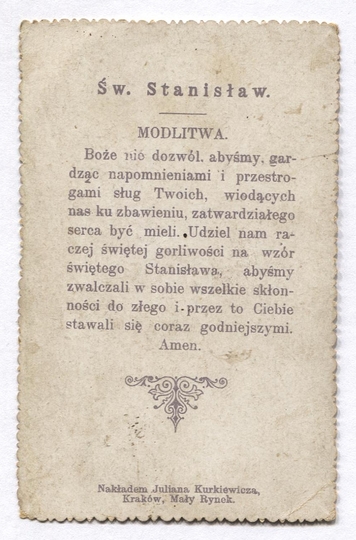 Św. Stanisław.
MODLITWA.
Boże nie dozwól, abyśmy, gar-
dząc napomnieniami i przestro-
gami sług Twoich, wiodących
nas ku zbawieniu, zatwardziałego
serca być mieli. Udziel nam ra-
czej świętej gorliwości na wzór
świętego Stanisława, abyśmy
zwalczali w sobie wszelkie skłon-
ności do złego i przez to Ciebie
stawali się coraz godniejszymi.
Amen.
Nakładem Juliana Kurkiewicza,
Kraków, Mały Rynek.